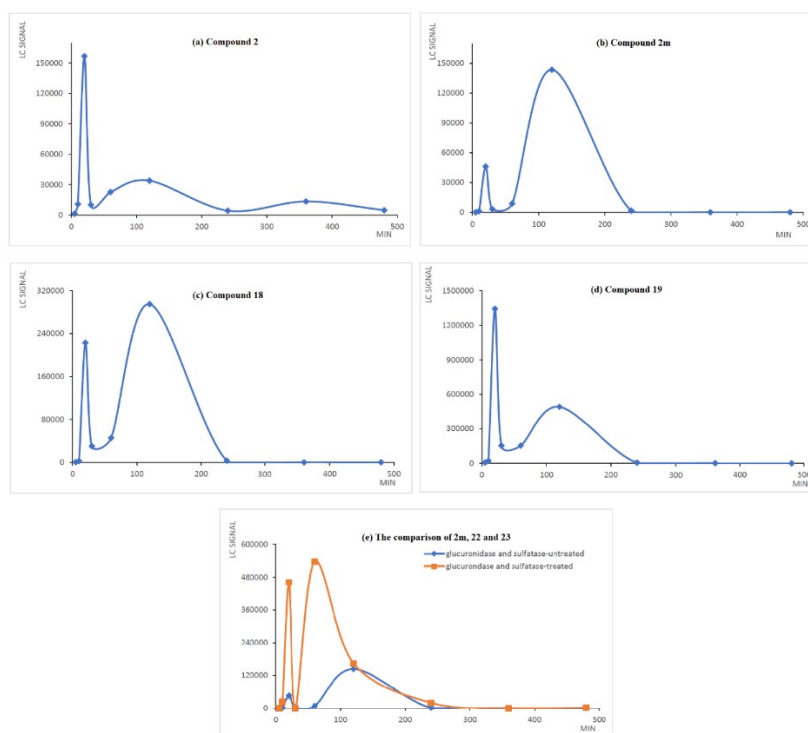 (a) Compound 2
LC SIGNAL
150000
120000
90000
60000
30000
0
0 100 200 300 400 500
MIN
(b) Compound 2m
LC SIGNAL
150000
120000
90000
60000
30000
0
0 100 200 300 400 500
MIN
(c) Compound 18
LC SIGNAL
320000
240000
160000
80000
0
0 100 200 300 400 500
MIN
(d) Compound 19
LC SIGNAL
1500000
1200000
900000
600000
300000
0
0 100 200 300 400 500
MIN
(e) The comparison of 2m, 22 and 23
LC SIGNAL
glucuronidase and sulfatase-untreated
glucurondase and sulfatase-treated
600000
480000
360000
240000
120000
0
0 100 200 300 400 500
MIN